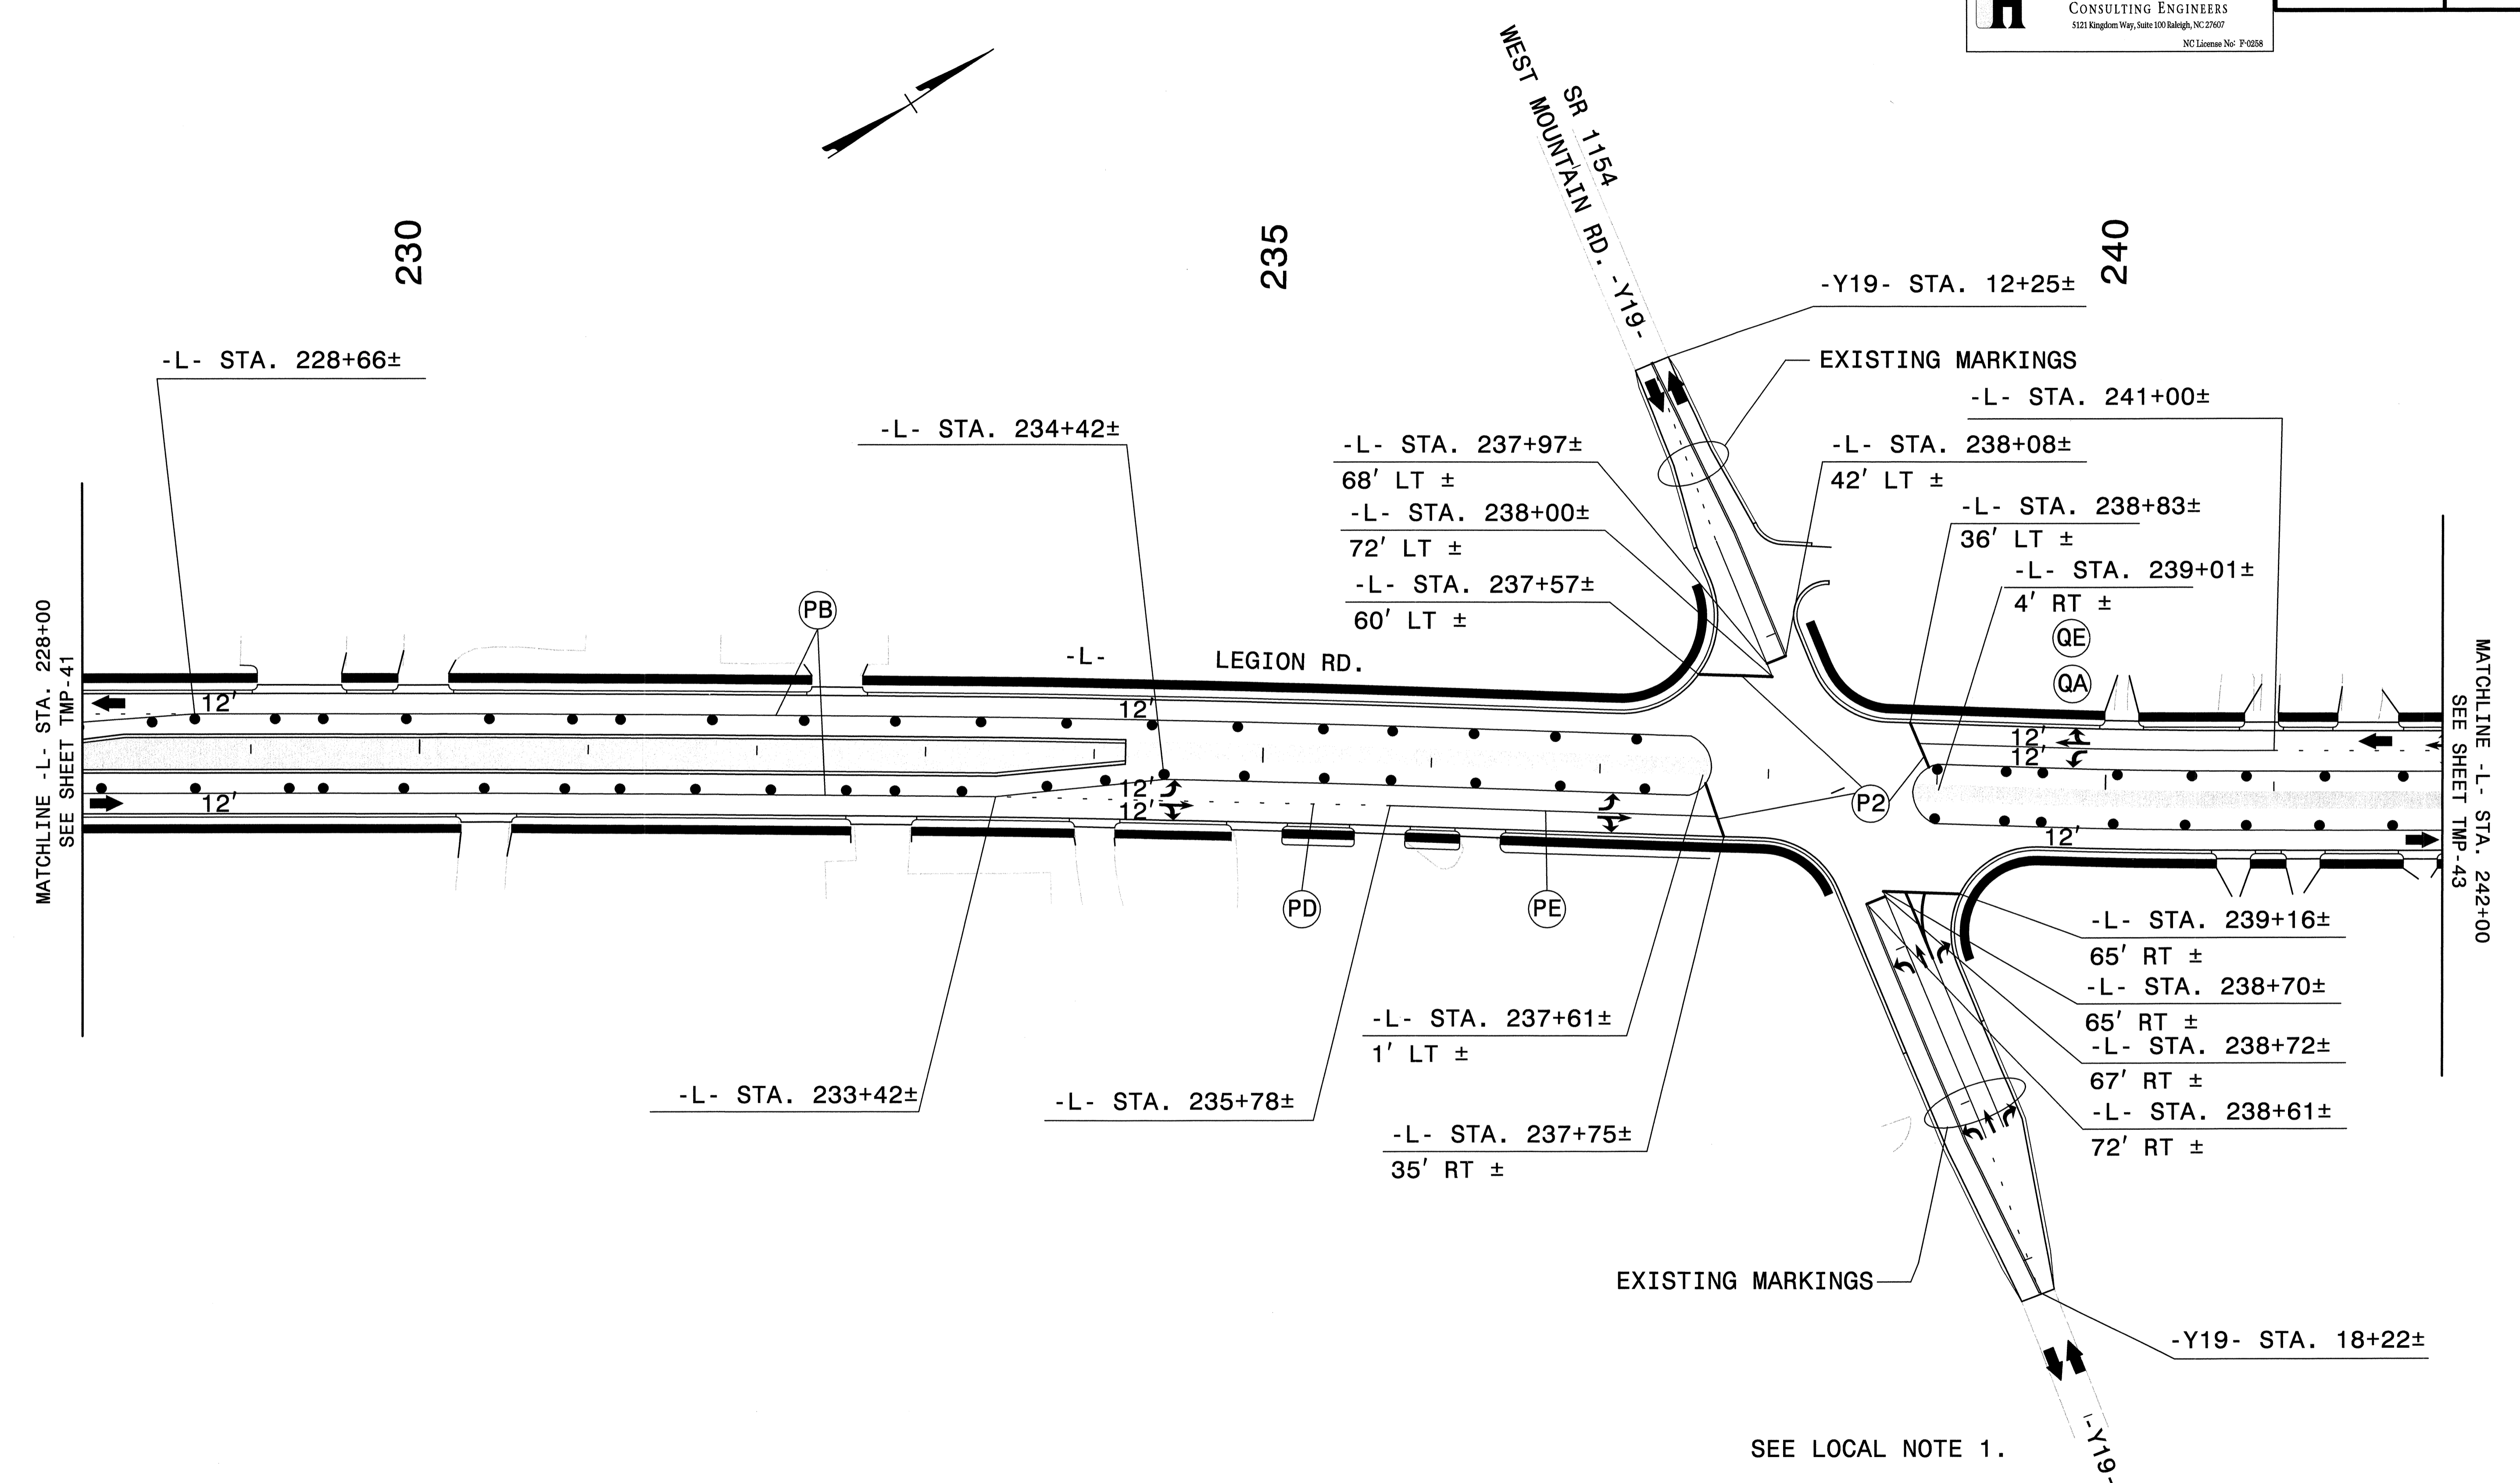 CONSULTING ENGINEERS
5121 Kingdom Way, Suite 100 Raleigh, NC 27607
NC License No: F-0258
WEST MOUNTAIN RD. -Y19-
SR 1154
230
235
240
-Y19- STA. 12+25±
EXISTING MARKINGS
-L- STA. 228+66±
-L- STA. 241+00±
-L- STA. 234+42±
-L- STA. 237+97±
68' LT ±
-L- STA. 238+08±
42' LT ±
-L- STA. 238+00±
72' LT ±
-L- STA. 238+83±
36' LT ±
-L- STA. 237+57±
60' LT ±
-L- STA. 239+01±
4' RT ±
QE
QA
PB
-L- LEGION RD.
MATCHLINE -L- STA. 228+00
SEE SHEET TMP-41
MATCHLINE -L- STA. 242+00
SEE SHEET TMP-43
12'
12'
12'
12'
12'
12'
12'
12'
P2
PD
PE
-L- STA. 239+16±
65' RT ±
-L- STA. 238+70±
65' RT ±
-L- STA. 238+72±
67' RT ±
-L- STA. 238+61±
72' RT ±
-L- STA. 237+61±
1' LT ±
-L- STA. 233+42±
-L- STA. 235+78±
-L- STA. 237+75±
35' RT ±
EXISTING MARKINGS
-Y19- STA. 18+22±
-Y19-
SEE LOCAL NOTE 1.